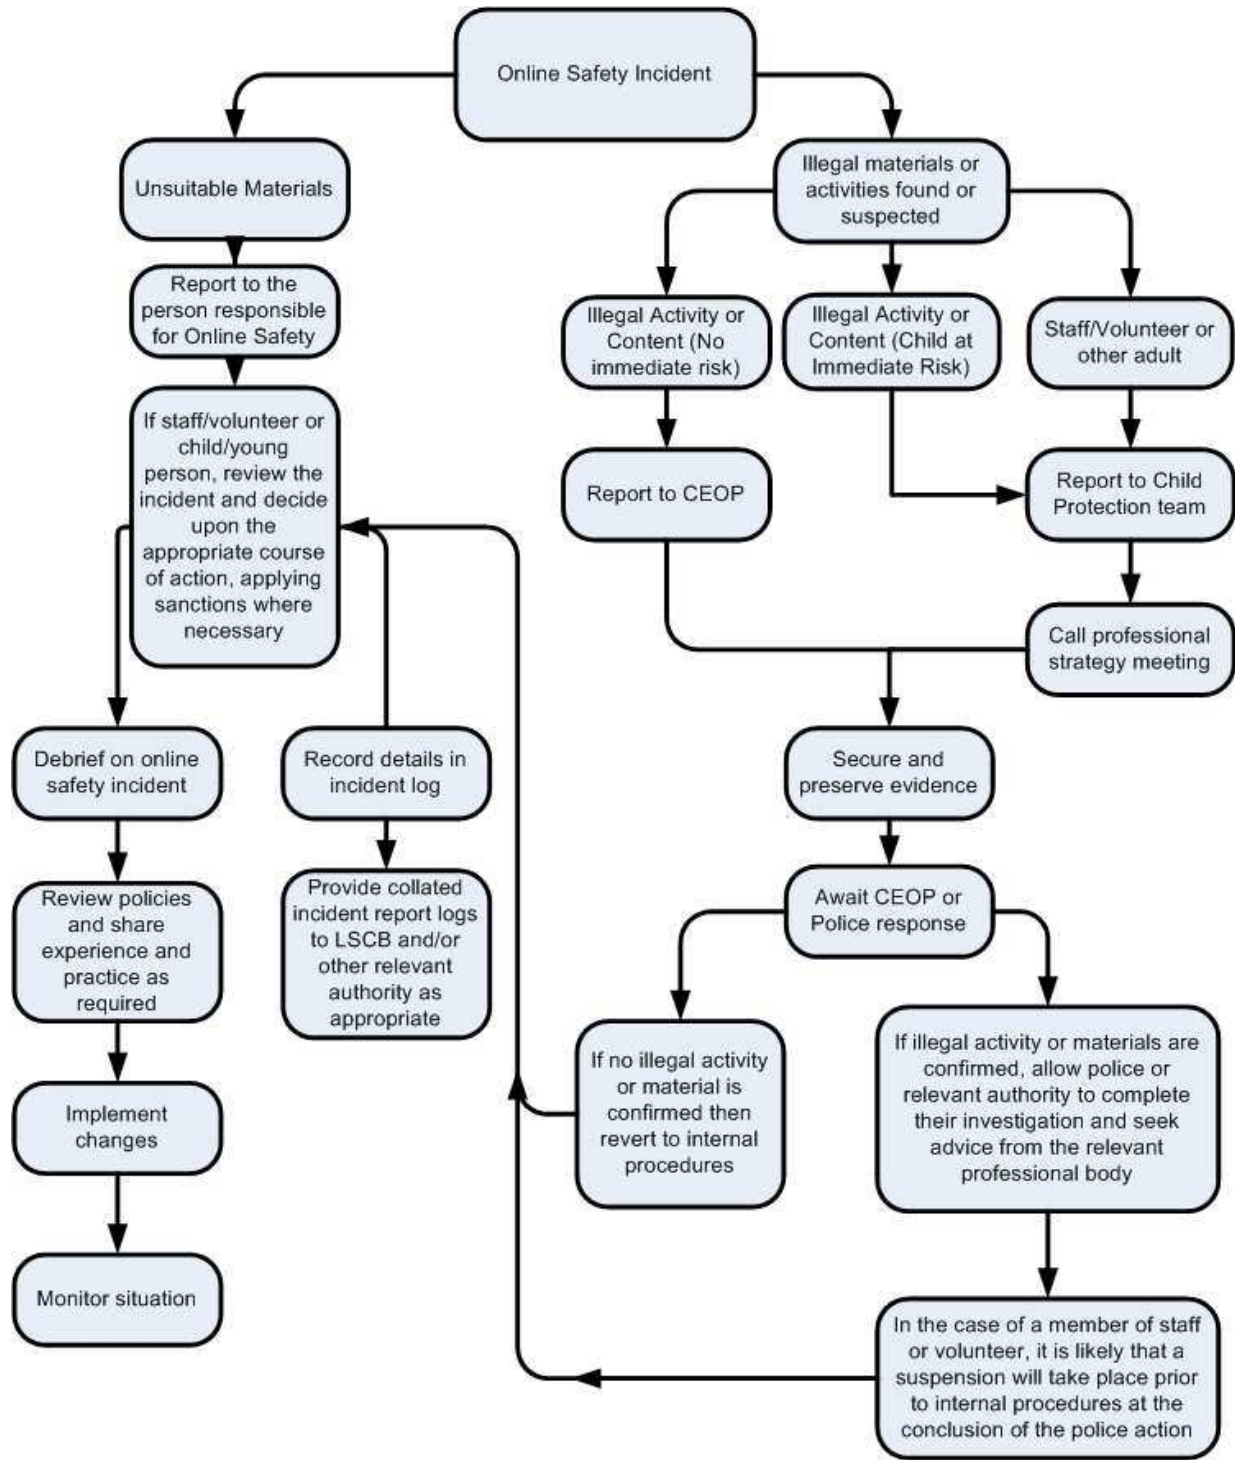 Online Safety Incident
Unsuitable Materials
Illegal materials or
activities found or
suspected
Report to the
person responsible
for Online Safety
Illegal Activity or
Content (No
immediate risk)
Illegal Activity or
Content (Child at
Immediate Risk)
Staff/Volunteer or
other adult
If staff/volunteer or
child/young
person, review the
incident and decide
upon the
appropriate course
of action, applying
sanctions where
necessary
Report to CEOP
Report to Child
Protection team
Call professional
strategy meeting
Debrief on online
safety incident
Record details in
incident log
Secure and
preserve evidence
Review policies
and share
experience and
practice as
required
Provide collated
incident report logs
to LSCB and/or
other relevant
authority as
appropriate
Await CEOP or
Police response
If no illegal activity
or material is
confirmed then
revert to internal
procedures
If illegal activity or materials are
confirmed, allow police or
relevant authority to complete
their investigation and seek
advice from the relevant
professional body
Implement
changes
Monitor situation
In the case of a member of staff
or volunteer, it is likely that a
suspension will take place prior
to internal procedures at the
conclusion of the police action